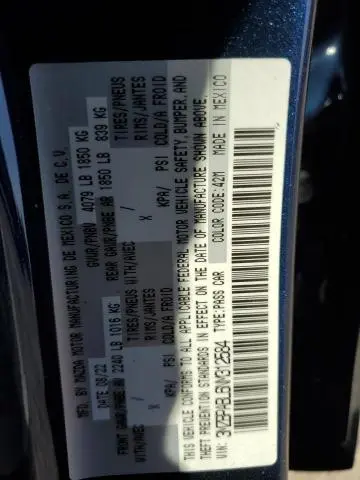 MAZDA MOTOR MANUFACTURING DE MEXICO S.A. DE C.V.
DATE 08/22 GVWR/PNBV 4079 LB 1850 KG
FRONT GAWR/PNBE AV 2240 LB 1016 KG REAR GAWR/PNBE AR 1850 LB 839 KG
WITH/AVEC TIRES/PNEUS WITH/AVEC TIRES/PNEUS
/ X RIMS/JANTES / X RIMS/JANTES
KPA/ PSI COLD/A FROID KPA/ PSI COLD/A FROID
THIS VEHICLE CONFORMS TO ALL APPLICABLE FEDERAL MOTOR VEHICLE SAFETY, BUMPER, AND
THEFT PREVENTION STANDARDS IN EFFECT ON THE DATE OF MANUFACTURE SHOWN ABOVE.
VIN: 3MZBPABL6NM312584 TYPE:PASS CAR COLOR CODE:42M MADE IN MEXICO